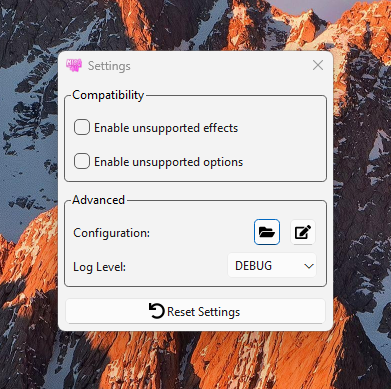 Settings
Compatibility
Enable unsupported effects
Enable unsupported options
Advanced
Configuration:
Log Level: DEBUG
Reset Settings